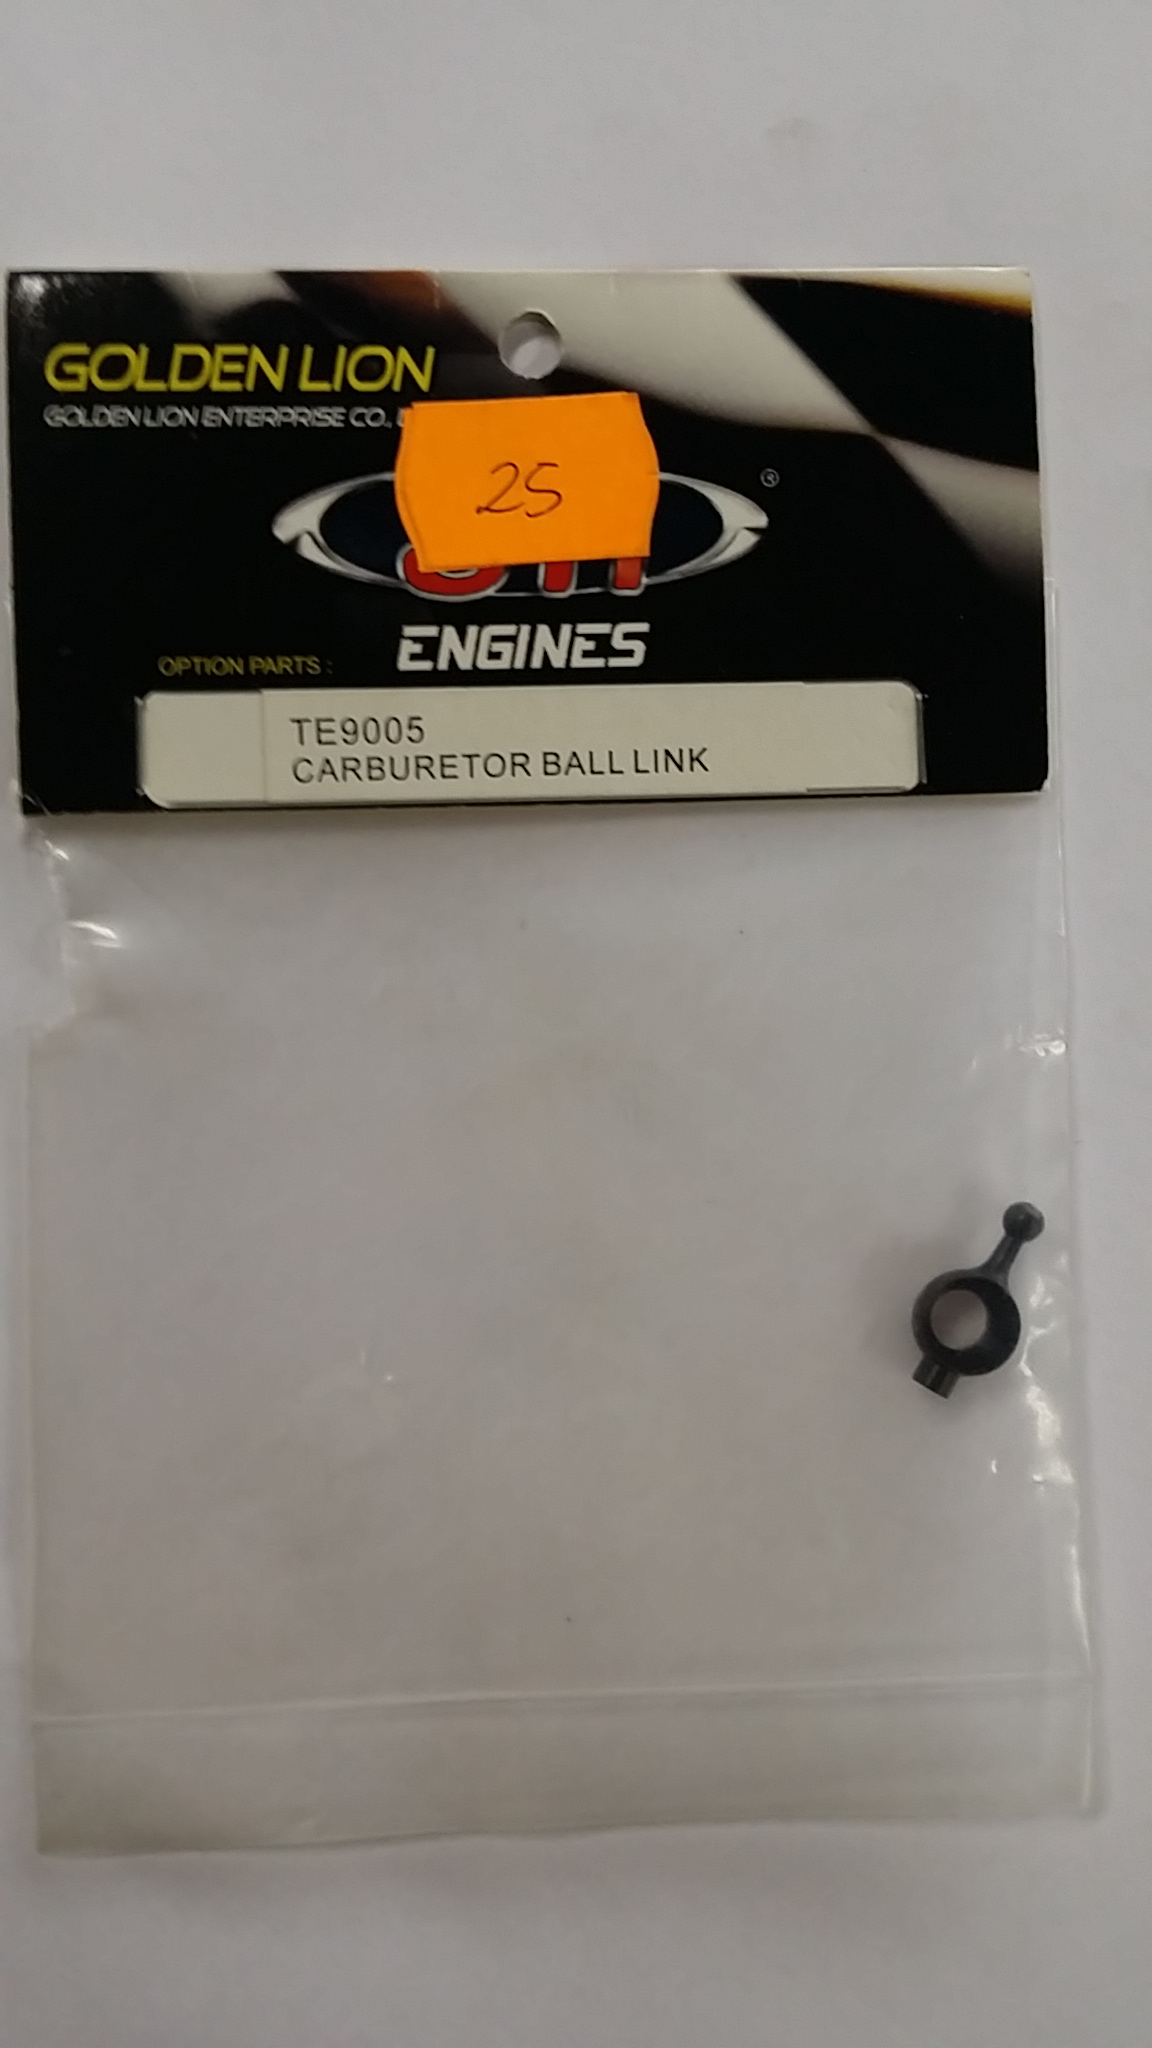 GOLDEN LION
GOLDEN LION ENTERPRISE CO.,
25
®
ENGINES
OPTION PARTS :
TE9005
CARBURETOR BALL LINK